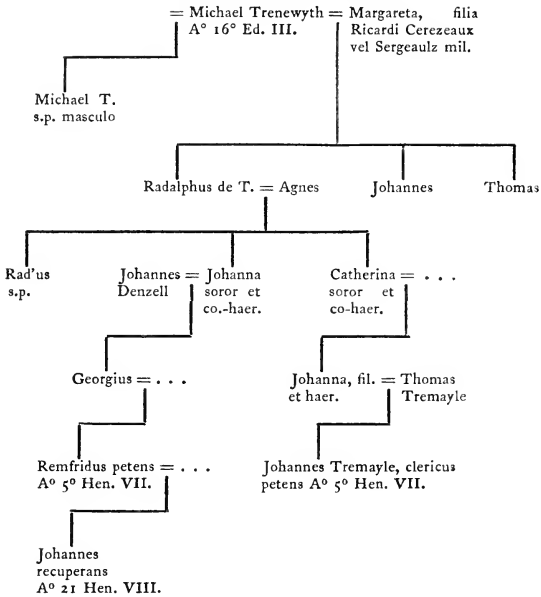 = Michael Trenewyth = Margareta, filia
A° 16° Ed. III. Ricardi Cerezeaux
vel Sergeaulz mil.
Michael T.
s.p. masculo
Radalphus de T. = Agnes Johannes Thomas
Rad'us Johannes = Johanna Catherina = . . .
s.p. Denzell soror et soror et
co.-haer. co-haer.
Georgius = . . . Johanna, fil. = Thomas
et haer. Tremayle
Remfridus petens = . . . Johannes Tremayle, clericus
A° 5° Hen. VII. petens A° 5° Hen. VII.
Johannes
recuperans
A° 21 Hen. VIII.